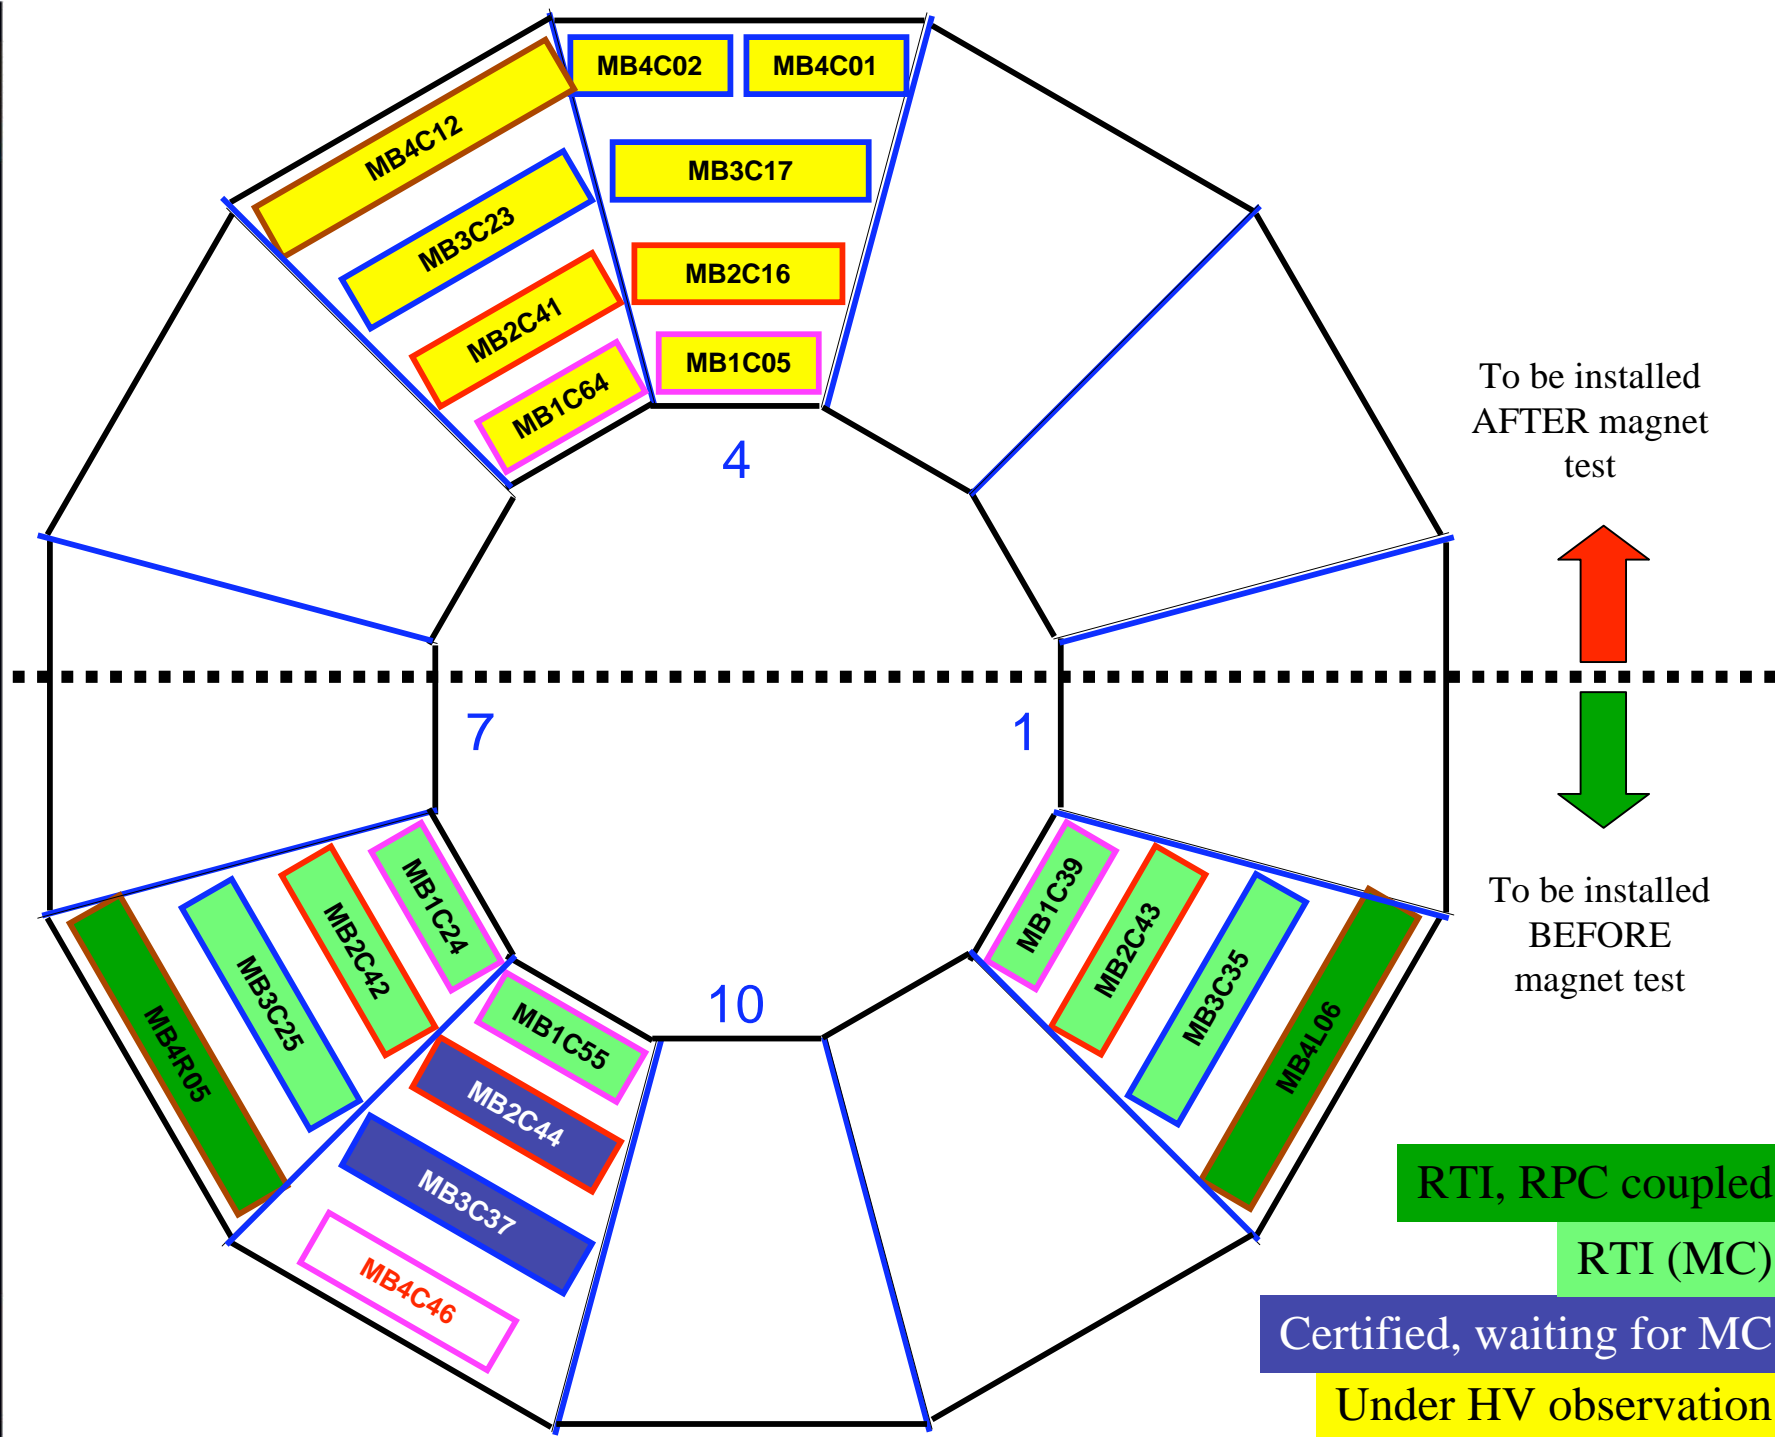 MB4C02
MB4C01
MB4C12
MB3C17
MB3C23
MB2C16
MB2C41
MB1C05
MB1C64
4
To be installed
AFTER magnet
test
7
1
To be installed
BEFORE
magnet test
MB1C24
MB2C42
MB3C25
MB4R05
MB1C39
MB2C43
MB3C35
MB4L06
10
MB1C55
MB2C44
MB3C37
MB4C46
RTI, RPC coupled
RTI (MC)
Certified, waiting for MC
Under HV observation